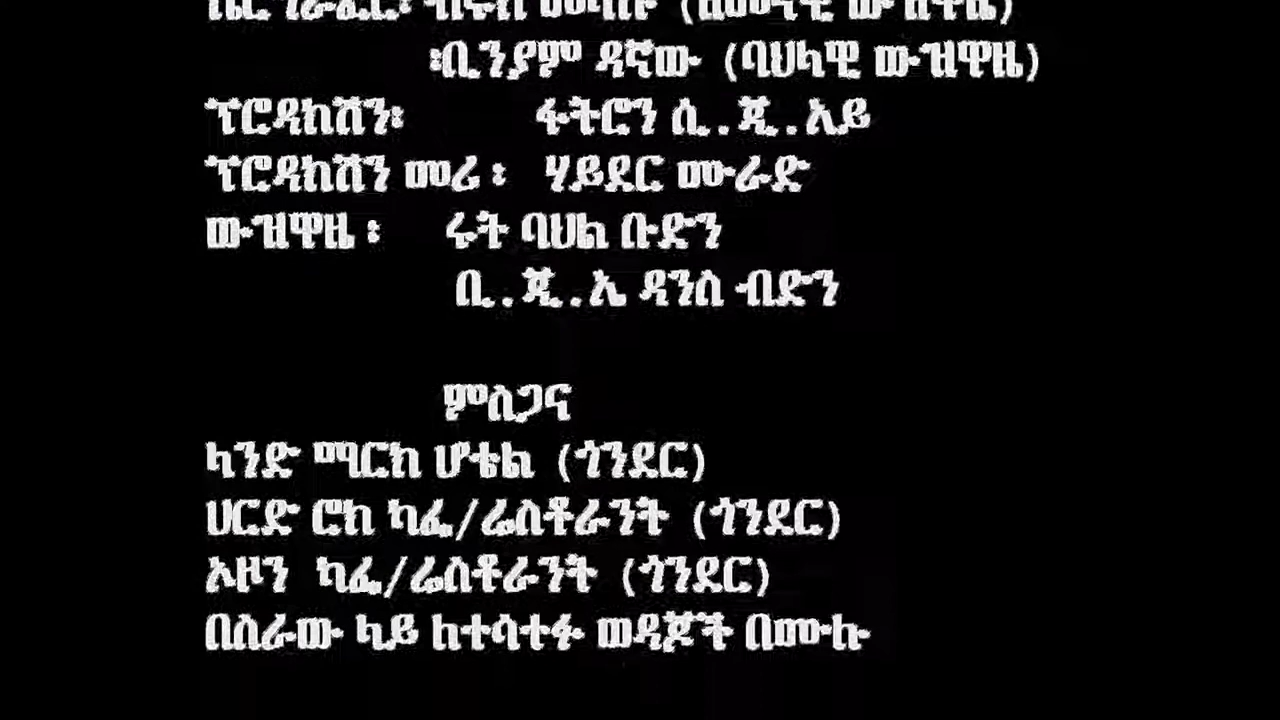 ፡ቢንያም ዳኛው (ባህላዊ ውዝዋዜ)
ፕሮዳክሽን፡ ፋትሮን ሲ..ጂ..አይ
ፕሮዳክሽን መሪ ፡ ሃይደር ሙራድ
ውዝዋዜ ፡ ሩት ባህል ቡድን
ቢ..ጂ..ኤ ዳንስ ብድን
ምስጋና
ላንድ ማርክ ሆቴል (ጎንደር)
ሀርድ ሮክ ካፌ/ሬስቶራንት (ጎንደር)
ኦዞን ካፌ/ሬስቶራንት (ጎንደር)
በስራው ላይ ለተሳተፉ ወዳጆች በሙሉ